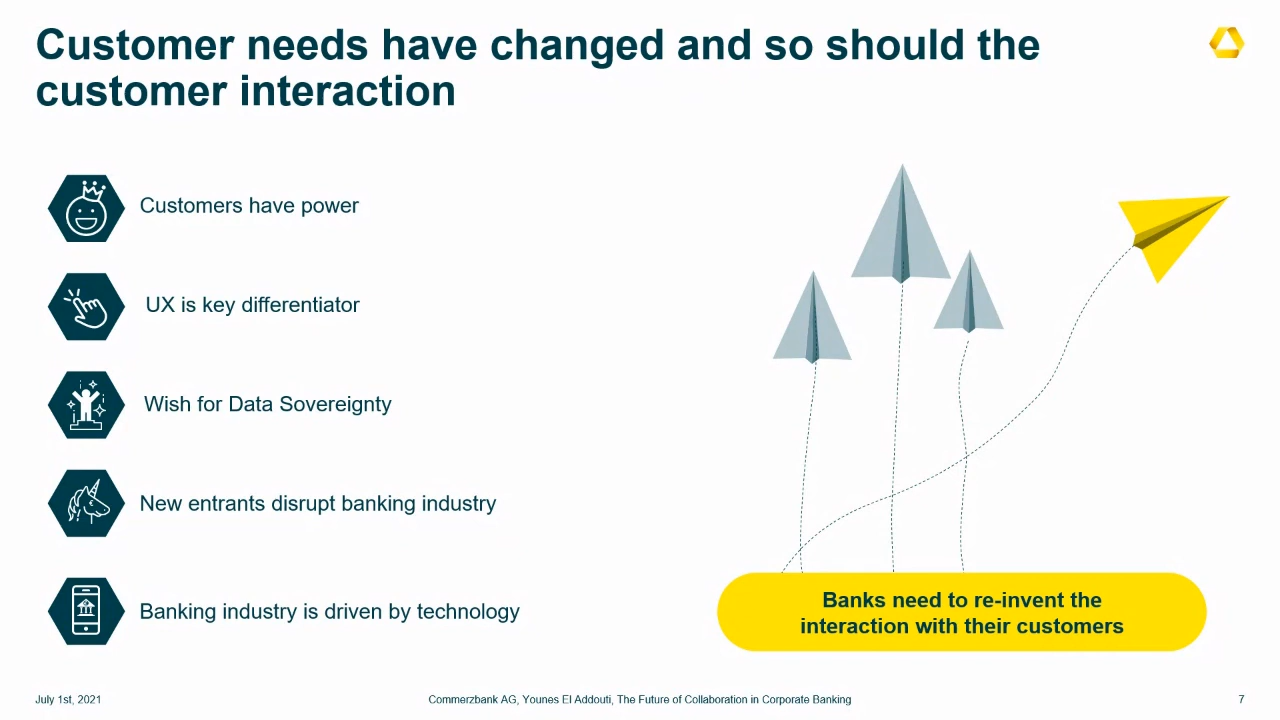 Customer needs have changed and so should the
customer interaction
Customers have power
UX is key differentiator
Wish for Data Sovereignty
New entrants disrupt banking industry
Banking industry is driven by technology
Banks need to re-invent the
interaction with their customers
July 1st, 2021
Commerzbank AG, Younes El Addouti, The Future of Collaboration in Corporate Banking
7